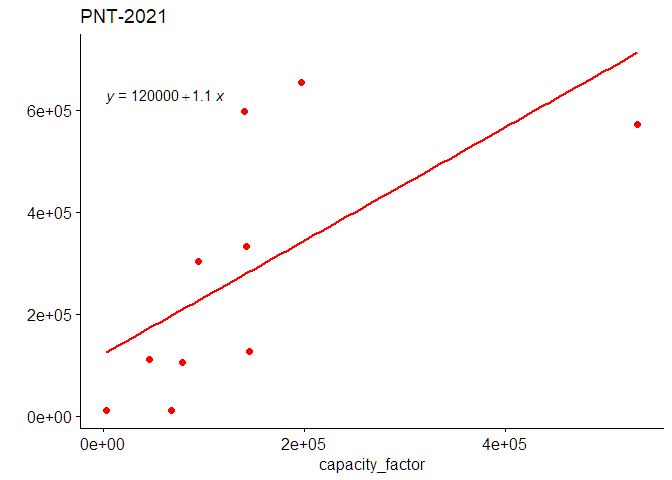 PNT-2021
y = 120000 + 1.1 x
6e+05
4e+05
2e+05
0e+00
0e+00 2e+05 4e+05
capacity_factor